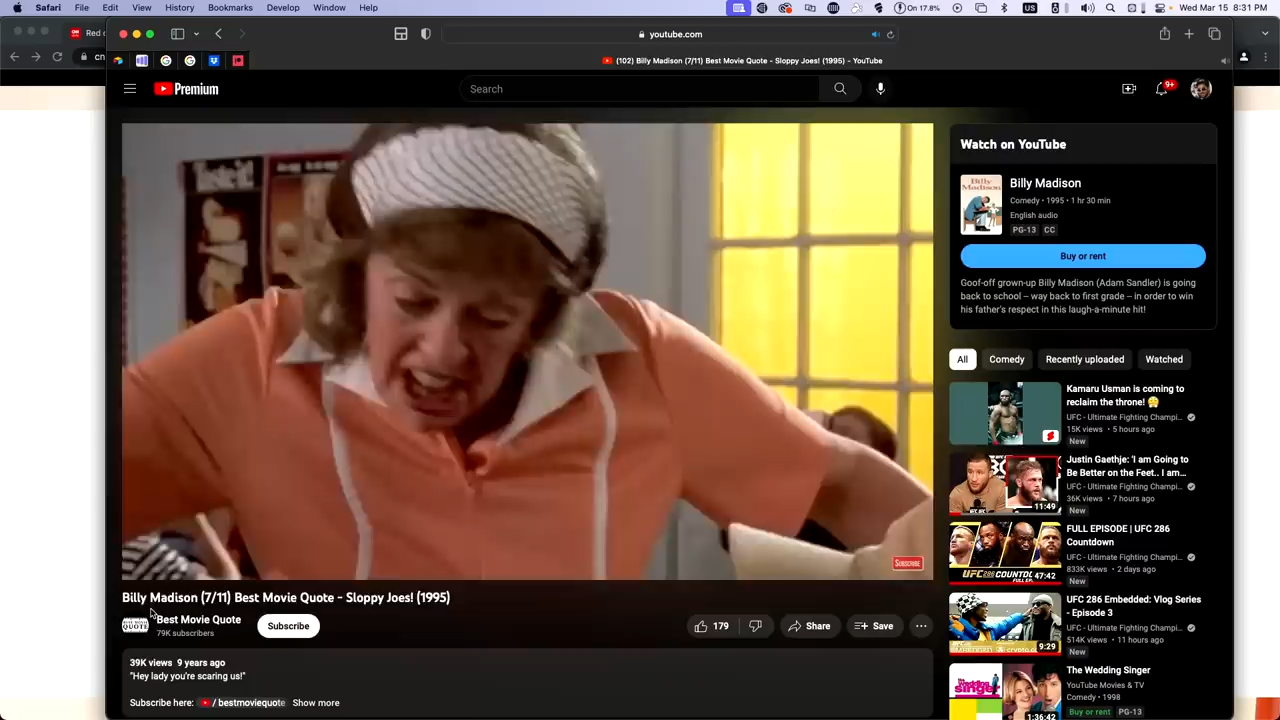 Safari File Edit View History Bookmarks Develop Window Help
US On 17.8% Wed Mar 15 8:31 PM
Red
youtube.com
cn
(102) Billy Madison (7/11) Best Movie Quote - Sloppy Joes! (1995) - YouTube
Premium
Search
9+
Watch on YouTube
Billy Madison
Comedy • 1995 • 1 hr 30 min
English audio
PG-13 CC
Buy or rent
Goof-off grown-up Billy Madison (Adam Sandler) is going
back to school – way back to first grade – in order to win
his father's respect in this laugh-a-minute hit!
All Comedy Recently uploaded Watched
Kamaru Usman is coming to
reclaim the throne! 😤
UFC - Ultimate Fighting Champi...
15K views • 5 hours ago
New
Justin Gaethje: 'I am Going to
Be Better on the Feet.. I am...
UFC - Ultimate Fighting Champi...
36K views • 7 hours ago
11:49
New
FULL EPISODE | UFC 286
Countdown
UFC - Ultimate Fighting Champi...
833K views • 2 days ago
47:42
New
UFC 286 Embedded: Vlog Series
- Episode 3
UFC - Ultimate Fighting Champi...
514K views • 11 hours ago
9:29
New
The Wedding Singer
YouTube Movies & TV
Comedy • 1998
Buy or rent PG-13
1:36:42
SUBSCRIBE
Billy Madison (7/11) Best Movie Quote - Sloppy Joes! (1995)
Best Movie Quote
79K subscribers
Subscribe
179 Share Save
39K views 9 years ago
"Hey lady you're scaring us!"
Subscribe here: / bestmoviequote Show more